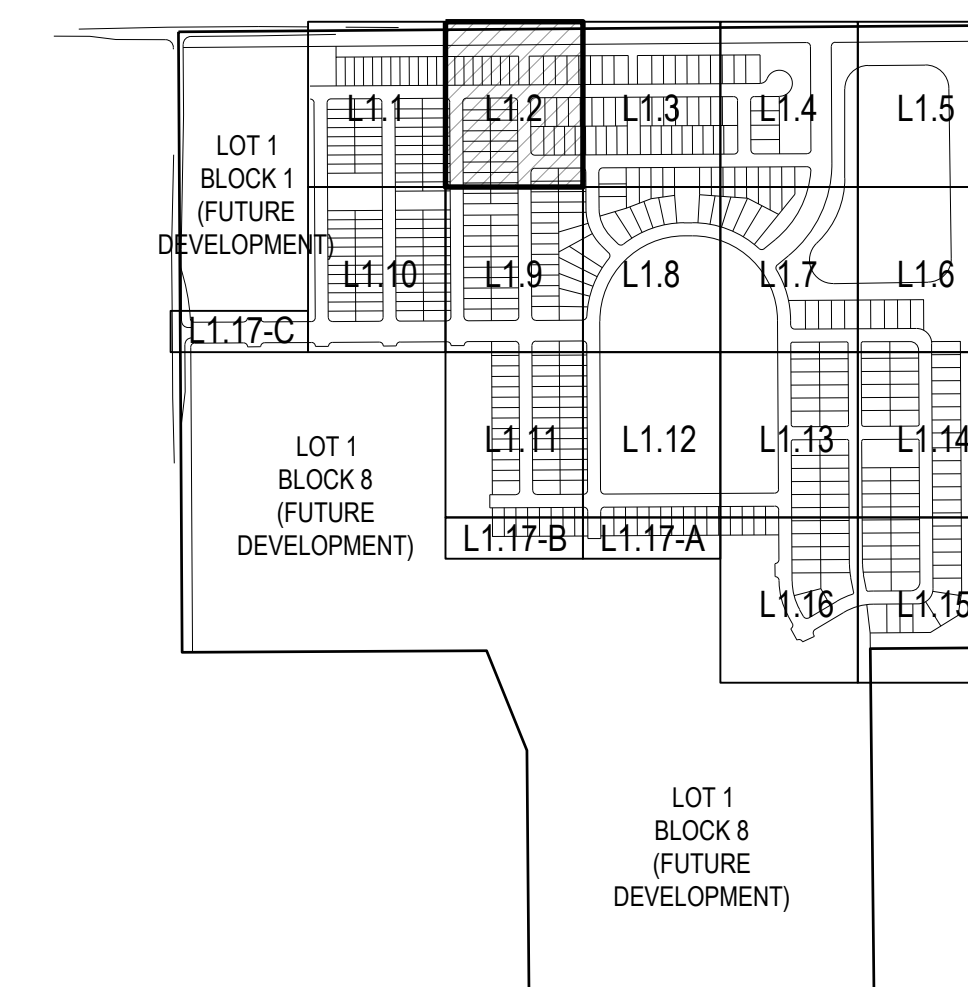 L1.1
L1.2
L1.3
L1.4
L1.5
LOT 1
BLOCK 1
(FUTURE
DEVELOPMENT)
L1.10
L1.9
L1.8
L1.7
L1.6
L1.17-C
LOT 1
BLOCK 8
(FUTURE
DEVELOPMENT)
L1.11
L1.12
L1.13
L1.14
L1.17-B
L1.17-A
L1.16
L1.15
LOT 1
BLOCK 8
(FUTURE
DEVELOPMENT)